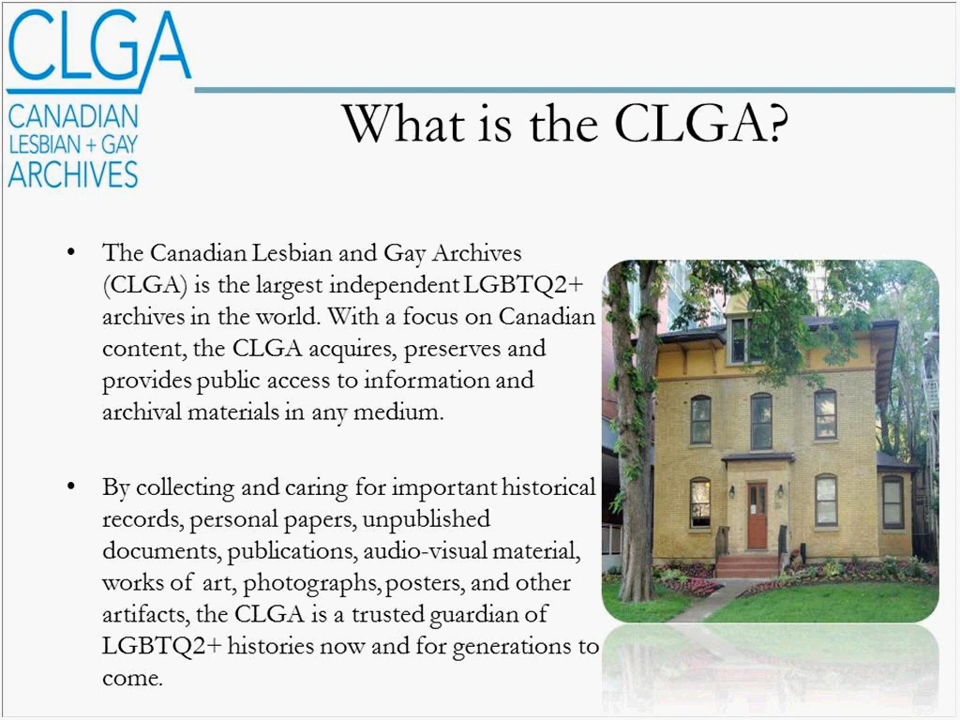 CLGA
CANADIAN
LESBIAN + GAY
ARCHIVES
What is the CLGA?
• The Canadian Lesbian and Gay Archives
(CLGA) is the largest independent LGBTQ2+
archives in the world. With a focus on Canadian
content, the CLGA acquires, preserves and
provides public access to information and
archival materials in any medium.
• By collecting and caring for important historical
records, personal papers, unpublished
documents, publications, audio-visual material,
works of art, photographs, posters, and other
artifacts, the CLGA is a trusted guardian of
LGBTQ2+ histories now and for generations to
come.